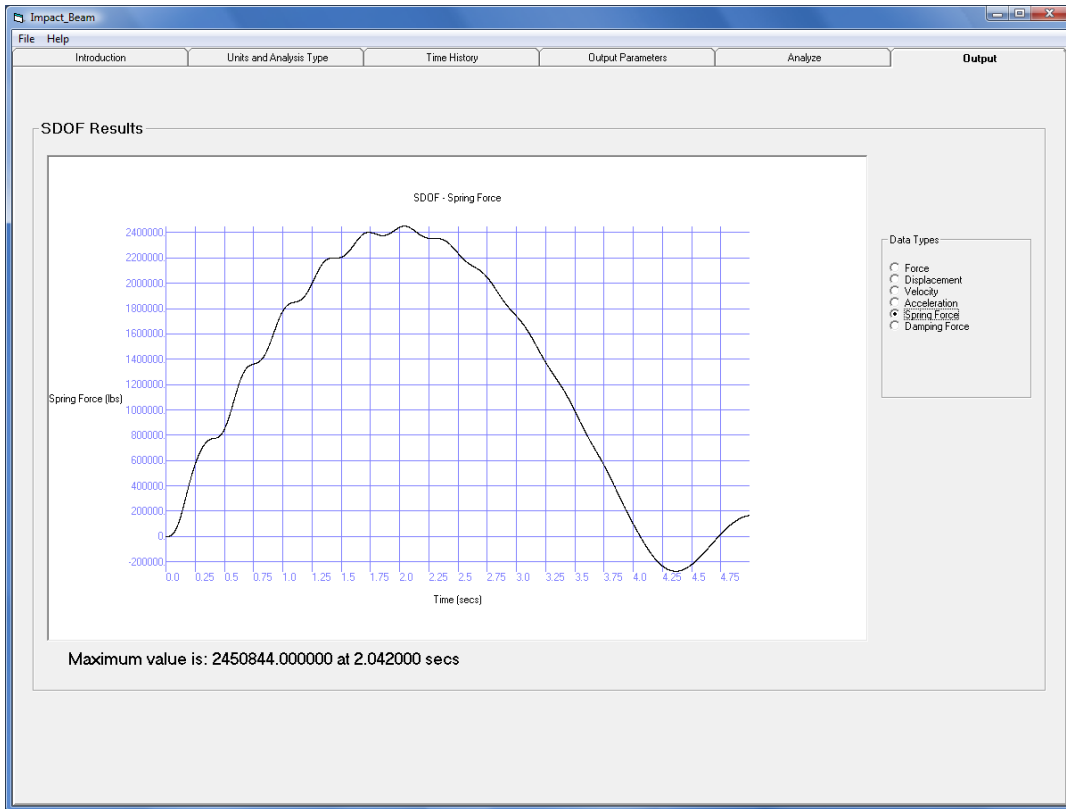 Impact_Beam
File Help
Introduction Units and Analysis Type Time History Output Parameters Analyze Output
SDOF Results
SDOF - Spring Force
2400000.
2200000.
2000000.
1800000.
1600000.
1400000.
1200000.
Spring Force (lbs)
1000000.
800000.
600000.
400000.
200000.
0.
-200000.
0.0 0.25 0.5 0.75 1.0 1.25 1.5 1.75 2.0 2.25 2.5 2.75 3.0 3.25 3.5 3.75 4.0 4.25 4.5 4.75
Time (secs)
Data Types
Force
Displacement
Velocity
Acceleration
Spring Force
Damping Force
Maximum value is: 2450844.000000 at 2.042000 secs